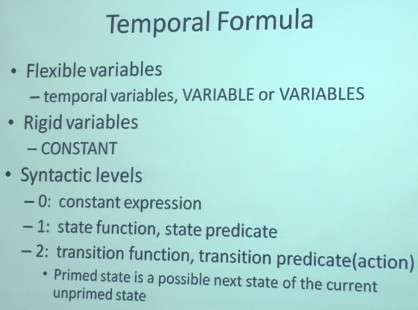 Temporal Formula
• Flexible variables
– temporal variables, VARIABLE or VARIABLES
• Rigid variables
– CONSTANT
• Syntactic levels
– 0: constant expression
– 1: state function, state predicate
– 2: transition function, transition predicate(action)
• Primed state is a possible next state of the current
unprimed state